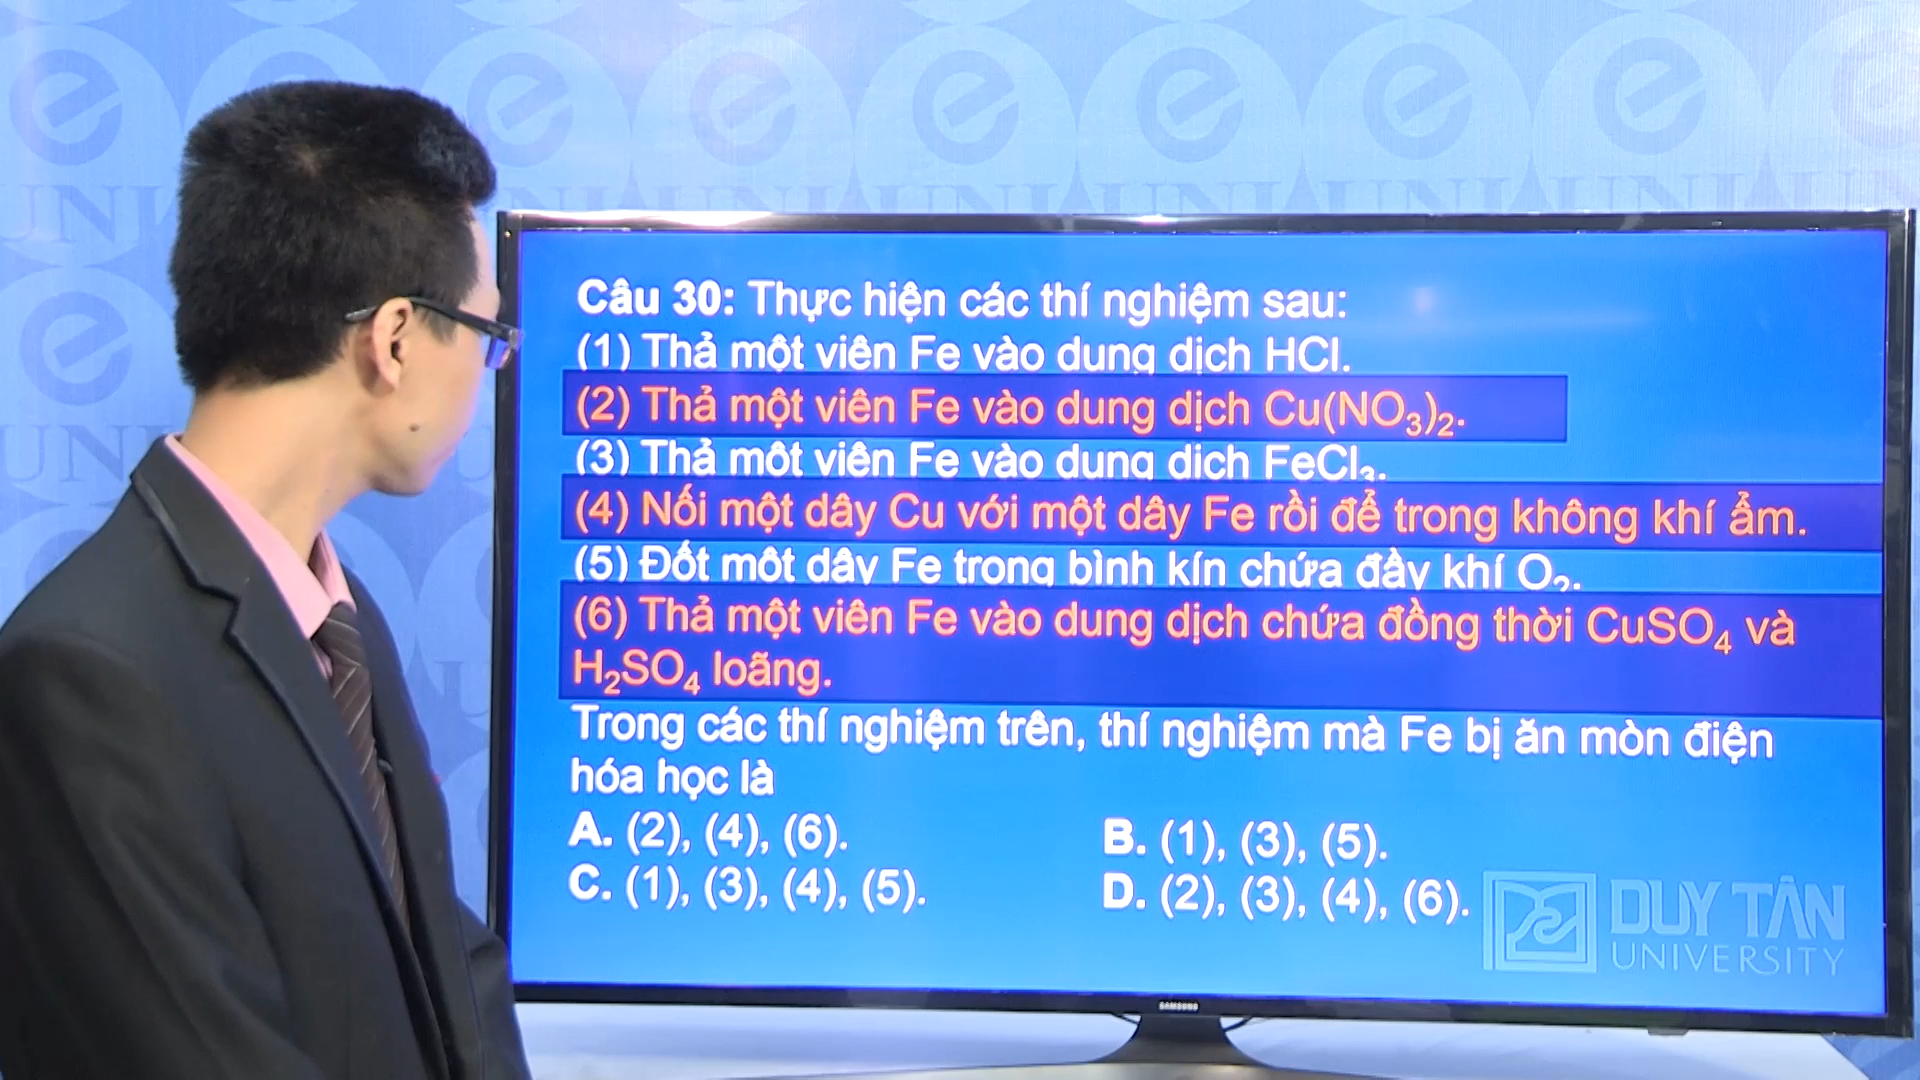 Câu 30: Thực hiện các thí nghiệm sau:
(1) Thả một viên Fe vào dung dịch HCl.
(2) Thả một viên Fe vào dung dịch Cu(NO₃)₂.
(3) Thả một viên Fe vào dung dịch FeCl₃.
(4) Nối một dây Cu với một dây Fe rồi để trong không khí ẩm.
(5) Đốt một dây Fe trong bình kín chứa đầy khí O₂.
(6) Thả một viên Fe vào dung dịch chứa đồng thời CuSO₄ và
H₂SO₄ loãng.
Trong các thí nghiệm trên, thí nghiệm mà Fe bị ăn mòn điện
hóa học là
A. (2), (4), (6). B. (1), (3), (5).
C. (1), (3), (4), (5). D. (2), (3), (4), (6).
DUY TÂN
UNIVERSITY
SAMSUNG